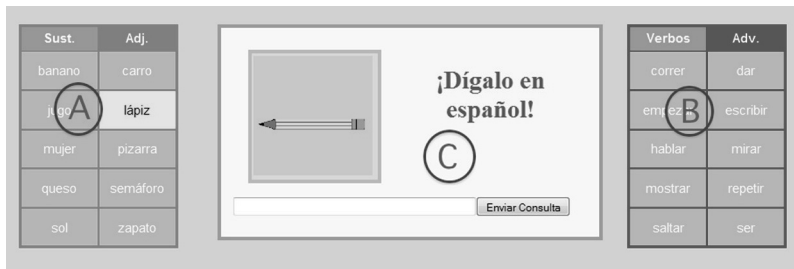 Sust. Adj.
banano carro
A
lápiz
mujer pizarra
queso semáforo
sol zapato
¡Dígalo en
español!
C
Enviar Consulta
Verbos Adv.
correr dar
B escribir
hablar mirar
mostrar repetir
saltar ser